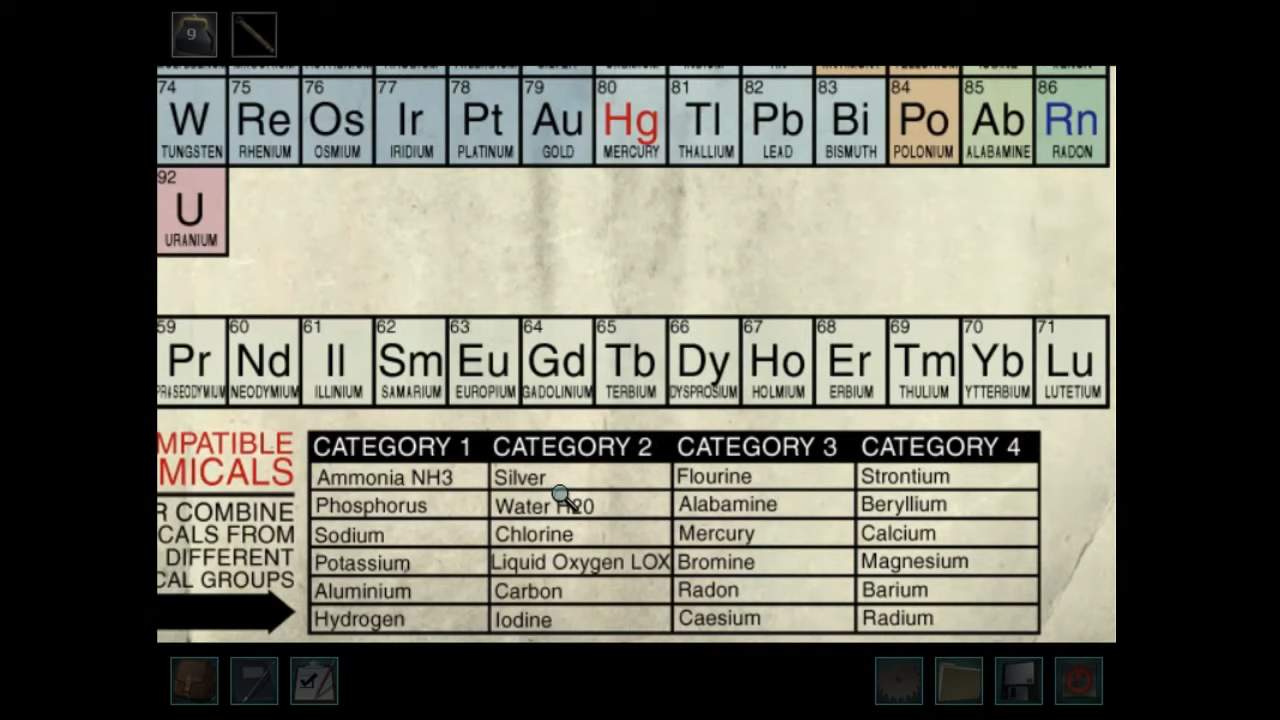 9
74 75 76 77 78 79 80 81 82 83 84 85 86
W Re Os Ir Pt Au Hg Tl Pb Bi Po Ab Rn
TUNGSTEN RHENIUM OSMIUM IRIDIUM PLATINUM GOLD MERCURY THALLIUM LEAD BISMUTH POLONIUM ALABAMINE RADON
92
U
URANIUM
59 60 61 62 63 64 65 66 67 68 69 70 71
Pr Nd Il Sm Eu Gd Tb Dy Ho Er Tm Yb Lu
PRASEODYMIUM NEODYMIUM ILLINIUM SAMARIUM EUROPIUM GADOLINIUM TERBIUM DYSPROSIUM HOLMIUM ERBIUM THULIUM YTTERBIUM LUTETIUM
MPATIBLE
MICALS
R COMBINE
CALS FROM
DIFFERENT
CAL GROUPS
CATEGORY 1 CATEGORY 2 CATEGORY 3 CATEGORY 4
Ammonia NH3 Silver Flourine Strontium
Phosphorus Water H20 Alabamine Beryllium
Sodium Chlorine Mercury Calcium
Potassium Liquid Oxygen LOX Bromine Magnesium
Aluminium Carbon Radon Barium
Hydrogen Iodine Caesium Radium